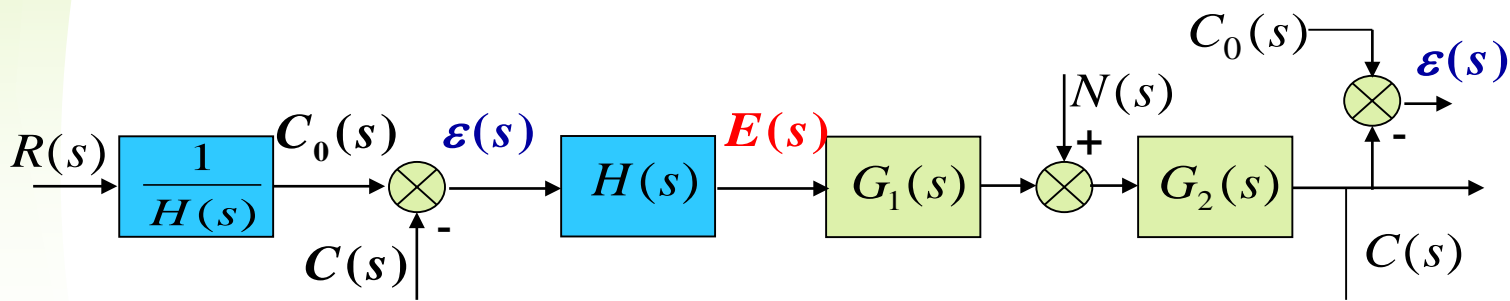 C₀(s)
ε(s)
N(s)
R(s)
1
H(s)
C₀(s)
ε(s)
H(s)
E(s)
G₁(s)
+
G₂(s)
-
-
C(s)
C(s)